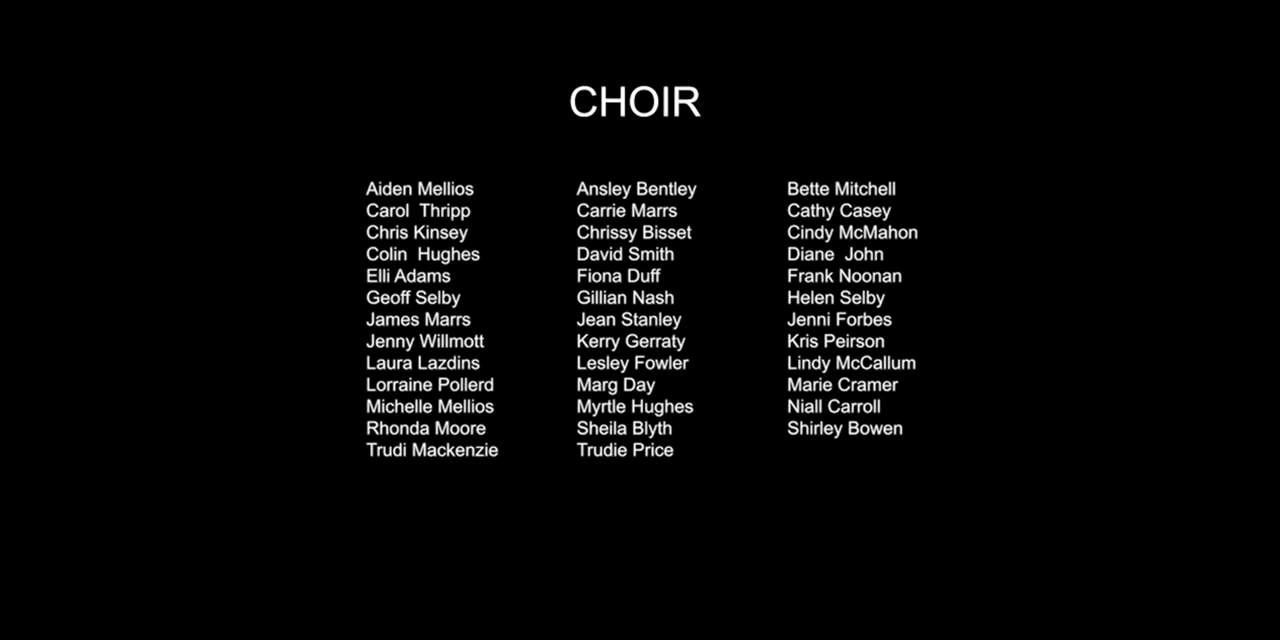 CHOIR
Aiden Mellios Ansley Bentley Bette Mitchell
Carol  Thripp Carrie Marrs Cathy Casey
Chris Kinsey Chrissy Bisset Cindy McMahon
Colin  Hughes David Smith Diane  John
Elli Adams Fiona Duff Frank Noonan
Geoff Selby Gillian Nash Helen Selby
James Marrs Jean Stanley Jenni Forbes
Jenny Willmott Kerry Gerraty Kris Peirson
Laura Lazdins Lesley Fowler Lindy McCallum
Lorraine Pollerd Marg Day Marie Cramer
Michelle Mellios Myrtle Hughes Niall Carroll
Rhonda Moore Sheila Blyth Shirley Bowen
Trudi Mackenzie Trudie Price